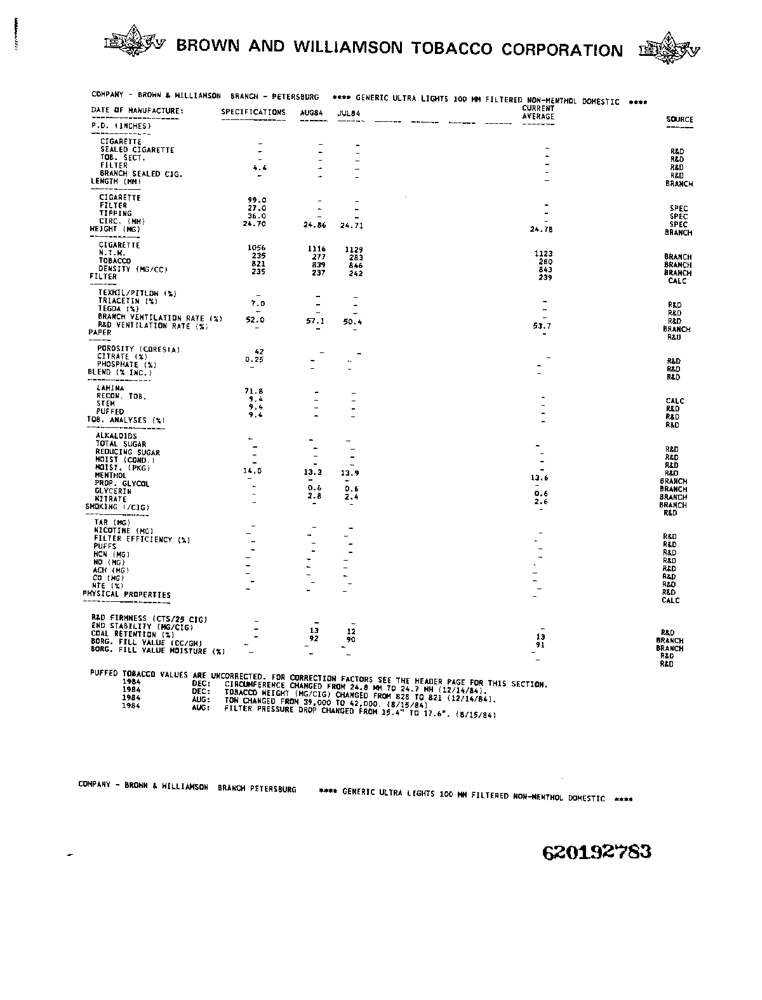 BROWN AND WILLIAMSON TOBACCO CORPORATION
COMPANY - BROWN & WILLIAMSON BRANCH - PETERSBURG **** GENERIC ULTRA LIGHTS 100 MM FILTERED NON-MENTHOL DOMESTIC ****
DATE OF MANUFACTURE: SPECIFICATIONS AUG84 JUL84 CURRENT AVERAGE SOURCE
P.D. (INCHES)
CIGARETTE - - - - R&D
SEALED CIGARETTE - - - - R&D
TOB. SECT. - - - - R&D
FILTER 4.4 - - - R&D
BRANCH SEALED CIG. - - - - BRANCH
LENGTH (MM)
CIGARETTE 99.0 - - - SPEC
FILTER 27.0 - - - SPEC
TIPPING 36.0 - - - SPEC
CIRC. (MM) 24.70 24.86 24.71 24.78 BRANCH
WEIGHT (MG)
CIGARETTE 1056 1116 1129 1123 BRANCH
N.T.W. 235 277 283 280 BRANCH
TOBACCO 821 839 846 843 BRANCH
DENSITY (MG/CC) 235 237 242 239 CALC
FILTER
TEXHIL/PITLON (%) - - - - R&D
TRIACETIN (%) 7.0 - - - R&D
TEGDA (%) - - - - R&D
BRANCH VENTILATION RATE (%) 52.0 57.1 50.4 53.7 BRANCH
R&D VENTILATION RATE (%) - - - - R&D
PAPER
POROSITY (CORESTA) 42 - - - R&D
CITRATE (%) 0.25 - - - R&D
PHOSPHATE (%) - - - - R&D
BLEND (% INC.)
LAMINA 71.8 - - - CALC
RECON. TOB. 9.4 - - - R&D
STEM 9.4 - - - R&D
PUFFED 9.4 - - - R&D
TOB. ANALYSES (%)
ALKALOIDS - - - - R&D
TOTAL SUGAR - - - - R&D
REDUCING SUGAR - - - - R&D
MOIST (COND.) - - - - R&D
MOIST. (PKG) 14.0 13.2 13.9 13.6 BRANCH
MENTHOL - - - - BRANCH
PROP. GLYCOL - 0.6 0.6 0.6 BRANCH
GLYCERIN - 2.8 2.4 2.6 BRANCH
NITRATE - - - - R&D
SMOKING (/CIG)
TAR (MG) - - - - R&D
NICOTINE (MG) - - - - R&D
FILTER EFFICIENCY (%) - - - - R&D
PUFFS - - - - R&D
HCN (MG) - - - - R&D
NO (MG) - - - - R&D
ACH (MG) - - - - R&D
CO (MG) - - - - R&D
NTE (%) - - - - CALC
PHYSICAL PROPERTIES
R&D FIRMNESS (CTS/25 CIG) - - - - R&D
END STABILITY (MG/CIG) - 13 12 13 BRANCH
COAL RETENTION (%) - 92 90 91 BRANCH
BORG. FILL VALUE (CC/GM) - - - - R&D
BORG. FILL VALUE MOISTURE (%) - - - - R&D
PUFFED TOBACCO VALUES ARE UNCORRECTED. FOR CORRECTION FACTORS SEE THE HEADER PAGE FOR THIS SECTION.
1984 DEC: CIRCUMFERENCE CHANGED FROM 24.8 MM TO 24.7 MM (12/14/84).
1984 DEC: TOBACCO WEIGHT (MG/CIG) CHANGED FROM 828 TO 821 (12/14/84).
1984 AUG: TOW CHANGED FROM 39,000 TO 42,000. (8/15/84)
1984 AUG: FILTER PRESSURE DROP CHANGED FROM 15.4" TO 17.6". (8/15/84)
COMPANY - BROWN & WILLIAMSON BRANCH PETERSBURG **** GENERIC ULTRA LIGHTS 100 MM FILTERED NON-MENTHOL DOMESTIC ****
620192783